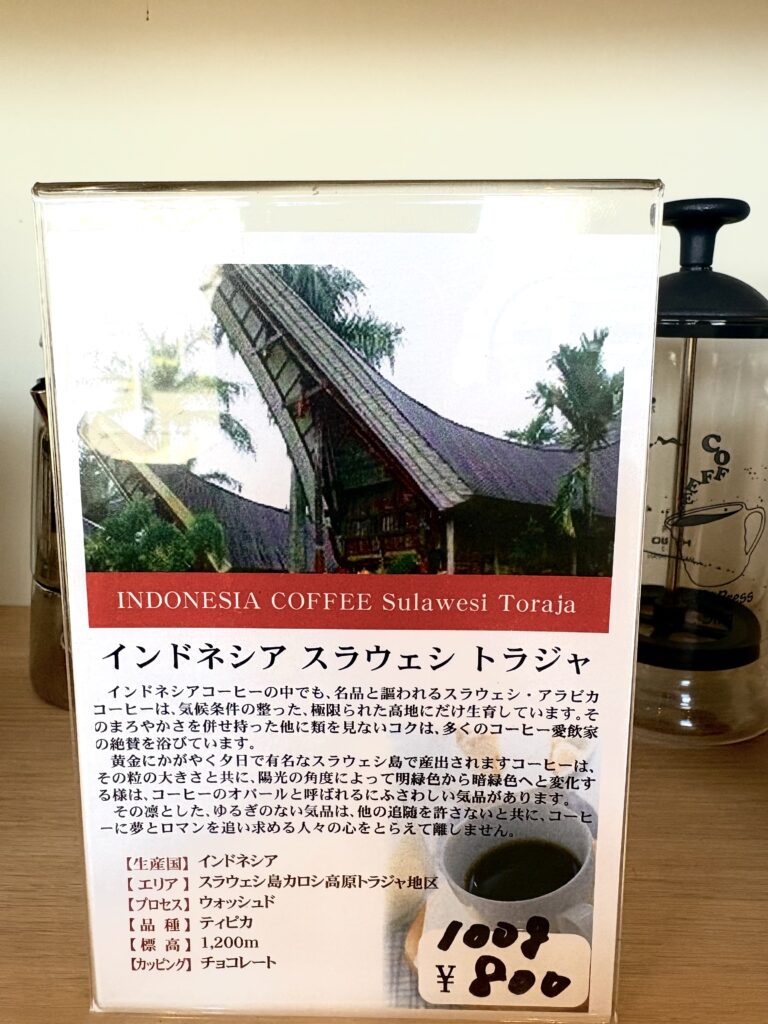 INDONESIA COFFEE Sulawesi Toraja
インドネシア スラウェシ トラジャ
インドネシアコーヒーの中でも、名品と謳われるスラウェシ・アラビカ
コーヒーは、気候条件の整った、極限られた高地にだけ生育しています。そ
のまろやかさを併せ持った他に類を見ないコクは、多くのコーヒー愛飲家
の絶賛を浴びています。
黄金にかがやく夕日で有名なスラウェシ島で産出されますコーヒーは、
その粒の大きさと共に、陽光の角度によって明緑色から暗緑色へと変化す
る様は、コーヒーのオパールと呼ばれるにふさわしい気品があります。
その凛とした、ゆるぎのない気品は、他の追随を許さないと共に、コーヒ
ーに夢とロマンを追い求める人々の心をとらえて離しません。
【生産国】インドネシア
【エリア】スラウェシ島カロシ高原トラジャ地区
【プロセス】ウォッシュド
【品種】ティピカ
【標高】1,200m
【カッピング】チョコレート
100g
¥800
COFFEE
Press